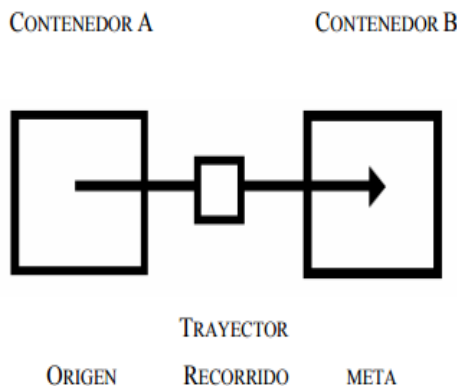 CONTENEDOR A CONTENEDOR B
TRAYECTOR
ORIGEN RECORRIDO META